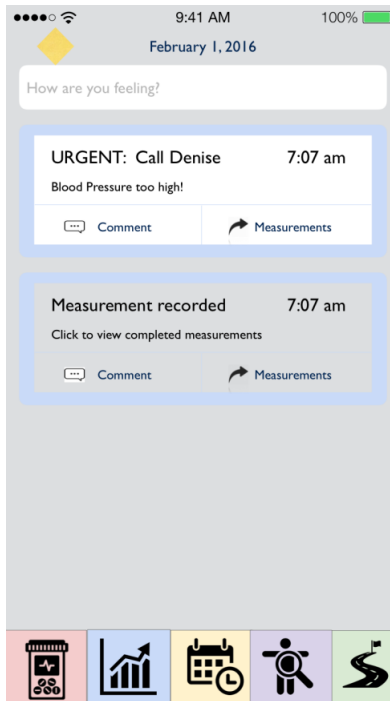 9:41 AM
100%
February 1, 2016
How are you feeling?
URGENT: Call Denise
7:07 am
Blood Pressure too high!
Comment
Measurements
Measurement recorded
7:07 am
Click to view completed measurements
Comment
Measurements